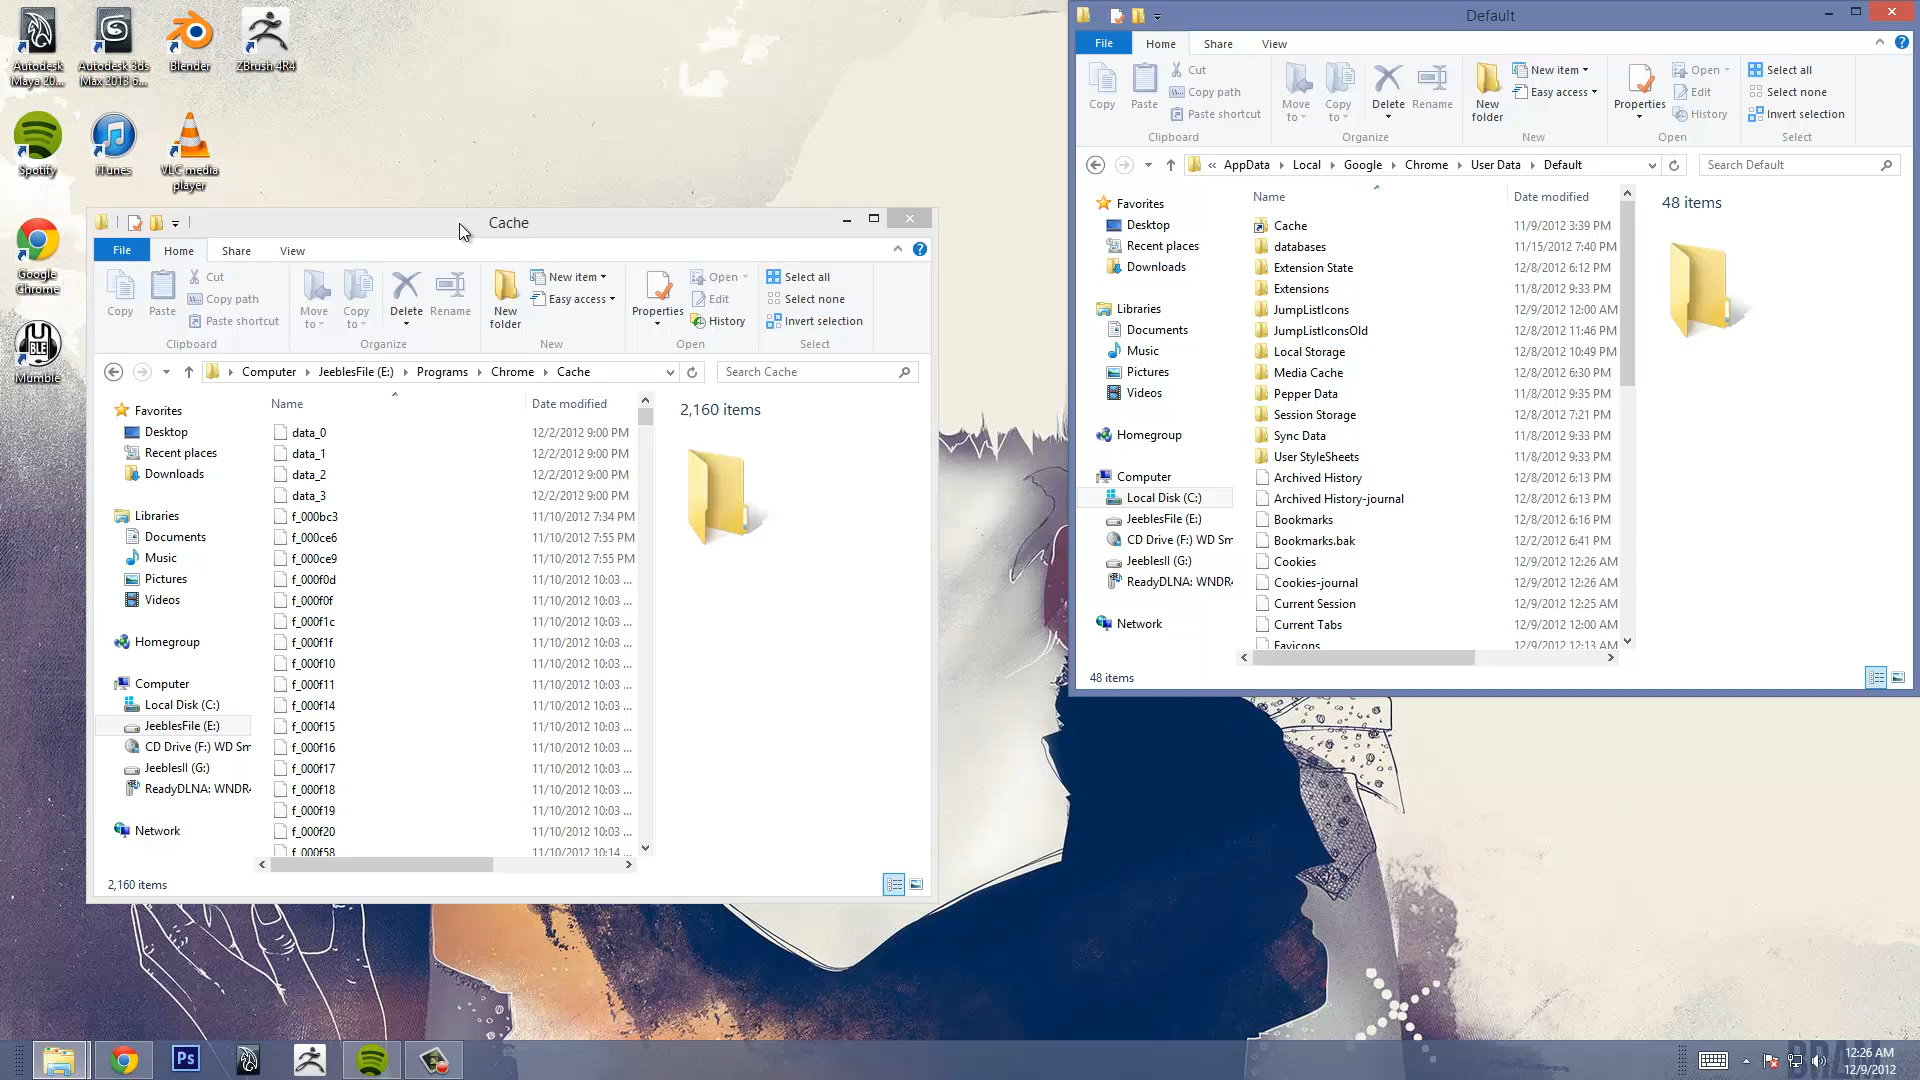 Autodesk Maya 20...
Autodesk 3ds Max 2013 6...
Blender
ZBrush 4R4
Spotify
iTunes
VLC media player
Google Chrome
Mumble
Cache
File Home Share View
Copy
Paste
Cut
Copy path
Paste shortcut
Clipboard
Move to
Copy to
Delete
Rename
Organize
New folder
New item
Easy access
New
Properties
Open
Edit
History
Open
Select all
Select none
Invert selection
Select
Computer JeeblesFile (E:) Programs Chrome Cache
Search Cache
Favorites
Desktop
Recent places
Downloads
Libraries
Documents
Music
Pictures
Videos
Homegroup
Computer
Local Disk (C:)
JeeblesFile (E:)
CD Drive (F:) WD Sm
JeeblesII (G:)
ReadyDLNA: WNDR
Network
Name Date modified
data_0 12/2/2012 9:00 PM
data_1 12/2/2012 9:00 PM
data_2 12/2/2012 9:00 PM
data_3 12/2/2012 9:00 PM
f_000bc3 11/10/2012 7:34 PM
f_000ce6 11/10/2012 7:55 PM
f_000ce9 11/10/2012 7:55 PM
f_000f0d 11/10/2012 10:03 ...
f_000f0f 11/10/2012 10:03 ...
f_000f1c 11/10/2012 10:03 ...
f_000f1f 11/10/2012 10:03 ...
f_000f10 11/10/2012 10:03 ...
f_000f11 11/10/2012 10:03 ...
f_000f14 11/10/2012 10:03 ...
f_000f15 11/10/2012 10:03 ...
f_000f16 11/10/2012 10:03 ...
f_000f17 11/10/2012 10:03 ...
f_000f18 11/10/2012 10:03 ...
f_000f19 11/10/2012 10:03 ...
f_000f20 11/10/2012 10:03 ...
f_000f58 11/10/2012 10:14 ...
2,160 items
2,160 items
Default
File Home Share View
Copy
Paste
Cut
Copy path
Paste shortcut
Clipboard
Move to
Copy to
Delete
Rename
Organize
New folder
New item
Easy access
New
Properties
Open
Edit
History
Open
Select all
Select none
Invert selection
Select
« AppData Local Google Chrome User Data Default
Search Default
Favorites
Desktop
Recent places
Downloads
Libraries
Documents
Music
Pictures
Videos
Homegroup
Computer
Local Disk (C:)
JeeblesFile (E:)
CD Drive (F:) WD Sm
JeeblesII (G:)
ReadyDLNA: WNDR
Network
Name Date modified
Cache 11/9/2012 3:39 PM
databases 11/15/2012 7:40 PM
Extension State 12/8/2012 6:12 PM
Extensions 11/8/2012 9:33 PM
JumpListIcons 12/9/2012 12:00 AM
JumpListIconsOld 12/8/2012 11:46 PM
Local Storage 12/8/2012 10:49 PM
Media Cache 12/8/2012 6:30 PM
Pepper Data 11/8/2012 9:35 PM
Session Storage 12/8/2012 7:21 PM
Sync Data 11/8/2012 9:33 PM
User StyleSheets 11/8/2012 9:33 PM
Archived History 12/8/2012 6:13 PM
Archived History-journal 12/8/2012 6:13 PM
Bookmarks 12/8/2012 6:16 PM
Bookmarks.bak 12/2/2012 6:41 PM
Cookies 12/9/2012 12:26 AM
Cookies-journal 12/9/2012 12:26 AM
Current Session 12/9/2012 12:25 AM
Current Tabs 12/9/2012 12:00 AM
Favicons 12/9/2012 12:13 AM
48 items
48 items
Ps
12:26 AM
12/9/2012